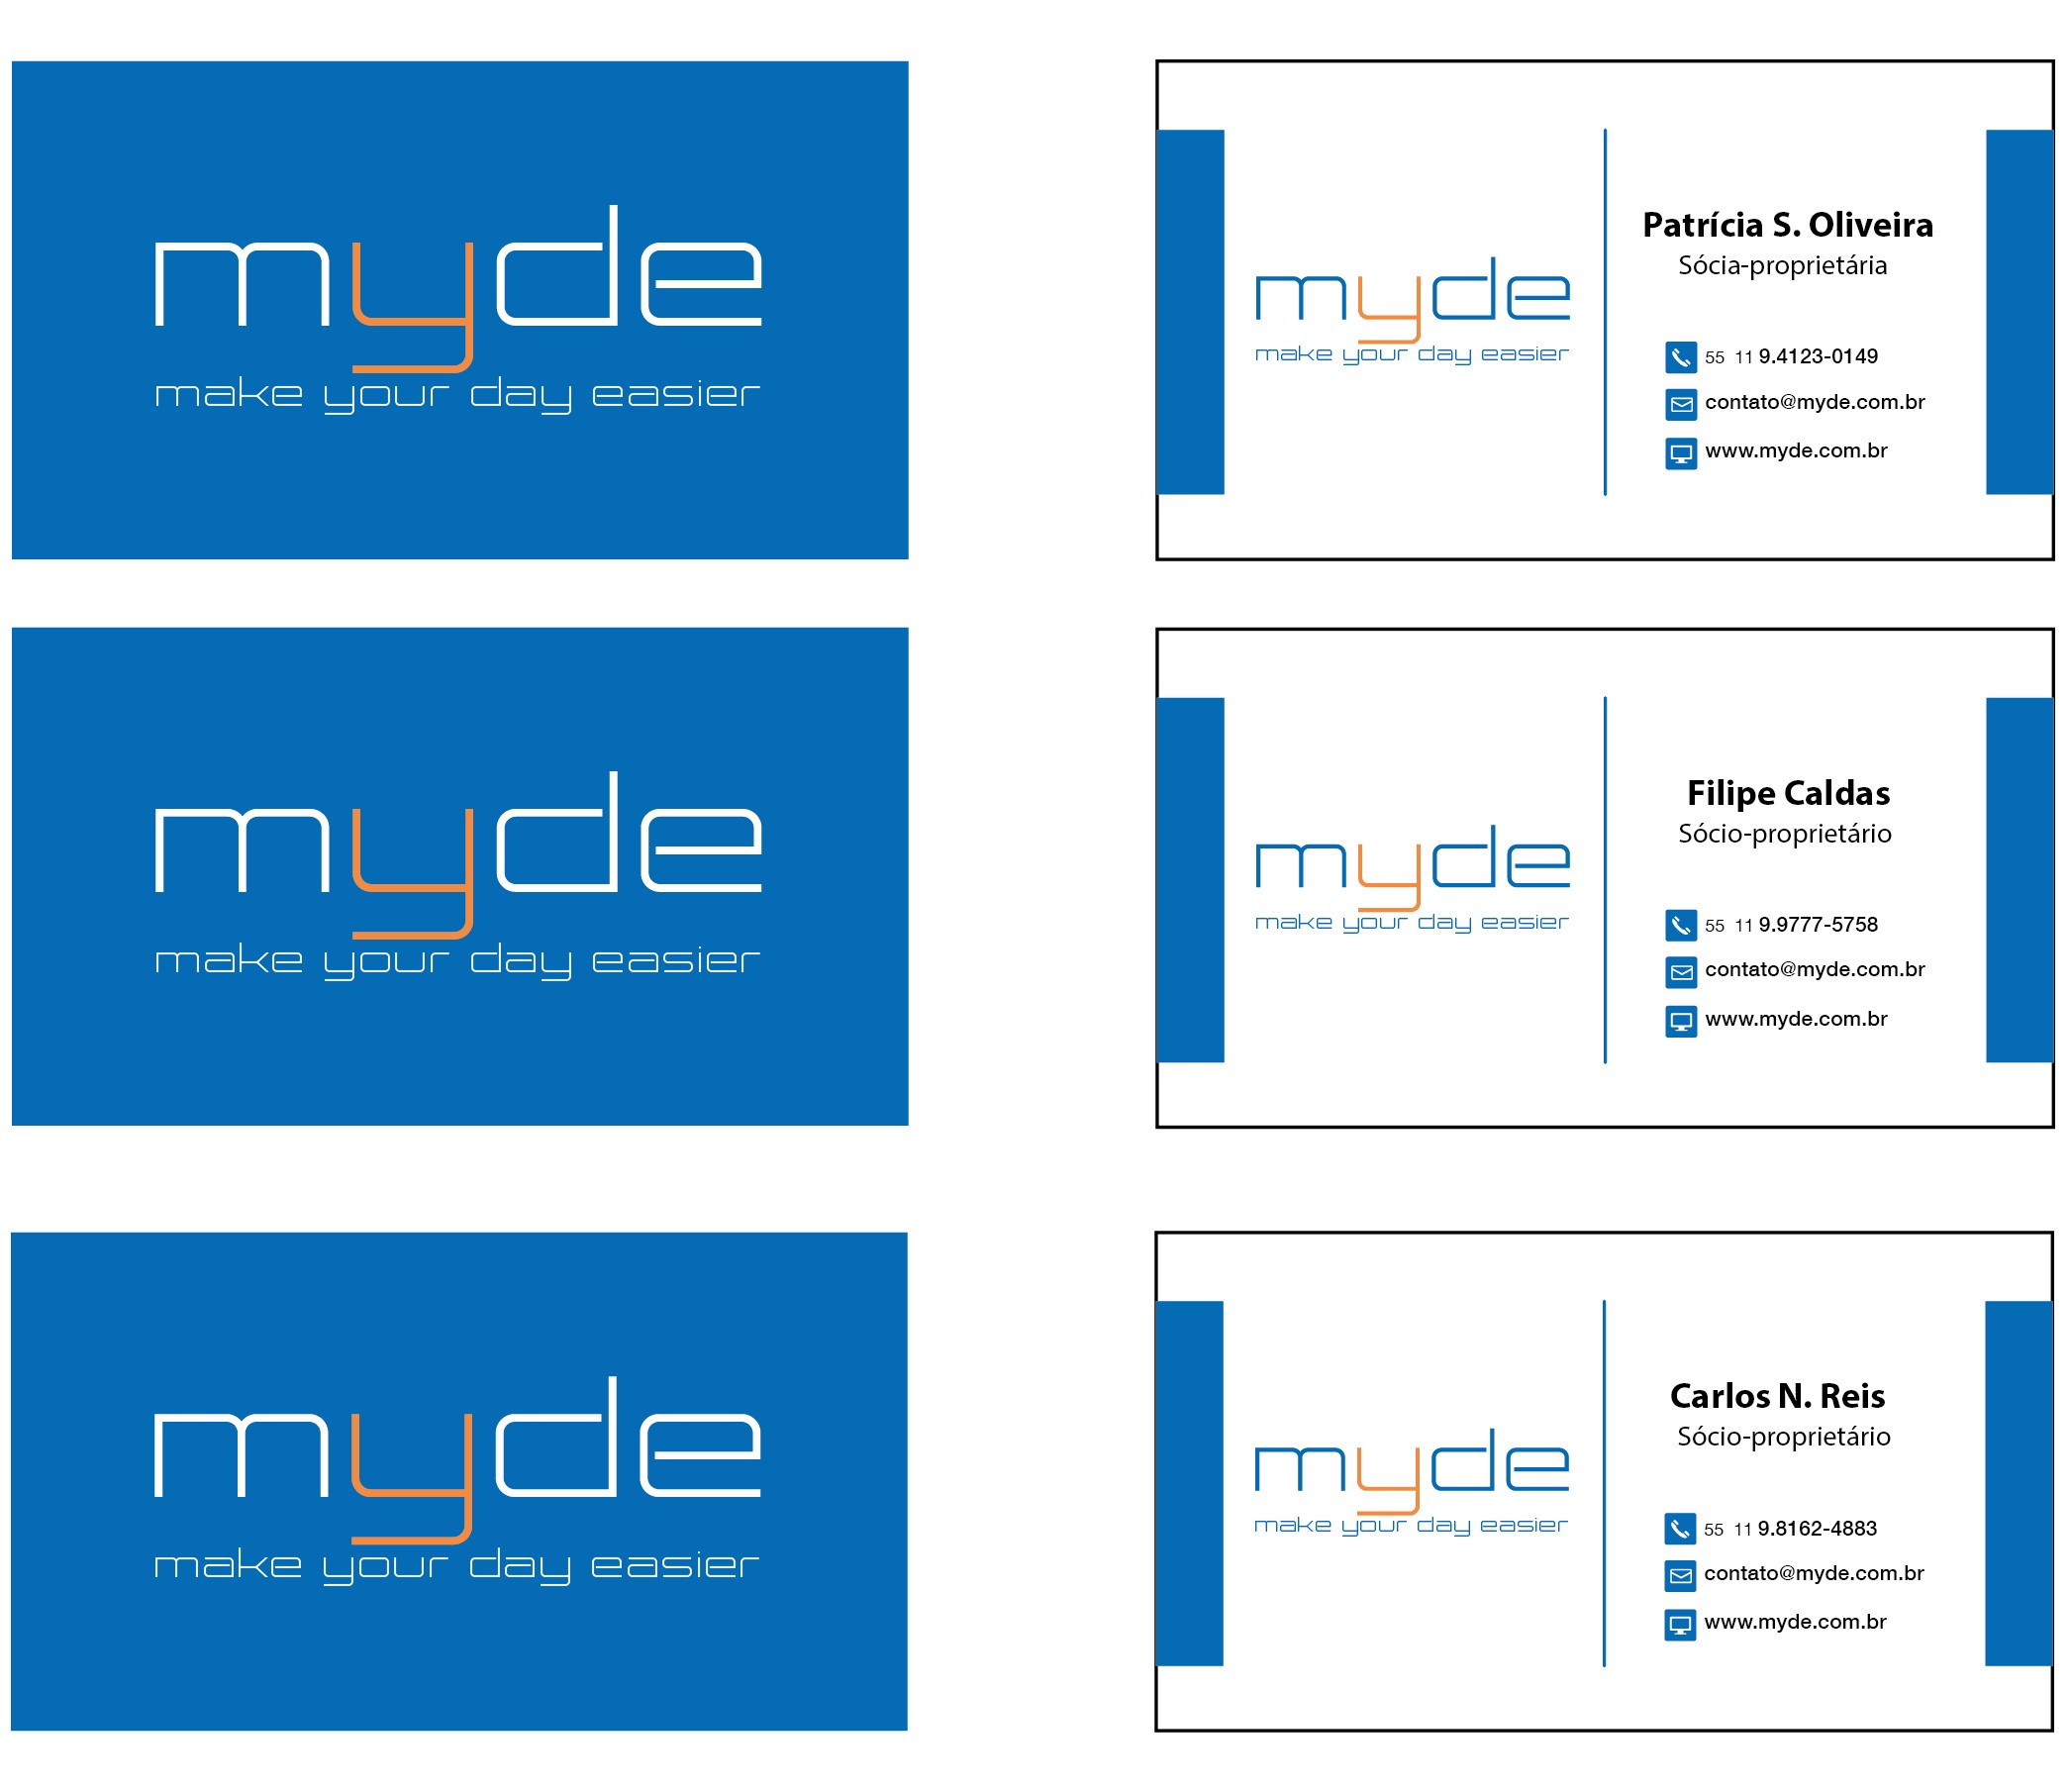 myde
make your day easier
Patrícia S. Oliveira
Sócia-proprietária
myde
make your day easier
55 11 9.4123-0149
contato@myde.com.br
www.myde.com.br
myde
make your day easier
Filipe Caldas
Sócio-proprietário
myde
make your day easier
55 11 9.9777-5758
contato@myde.com.br
www.myde.com.br
myde
make your day easier
Carlos N. Reis
Sócio-proprietário
myde
make your day easier
55 11 9.8162-4883
contato@myde.com.br
www.myde.com.br